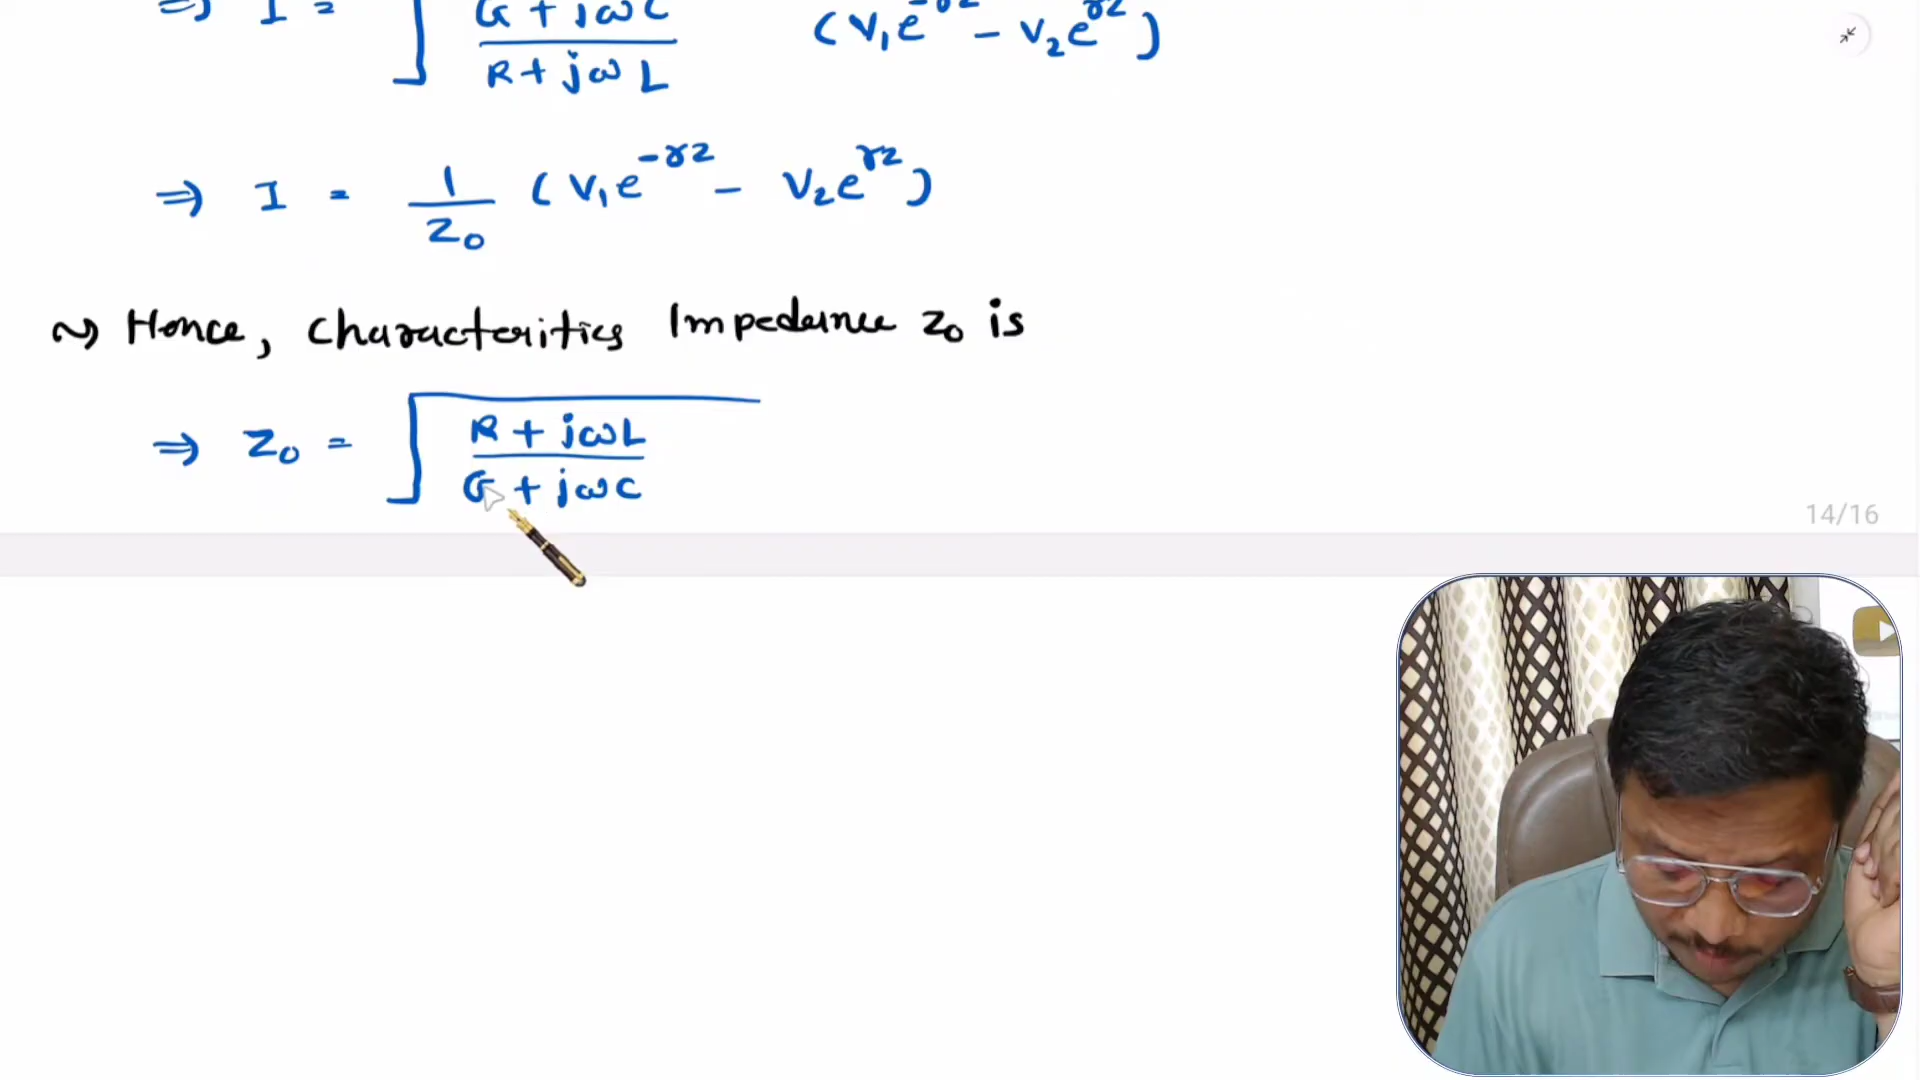 ⇒ I = √ G + jωC / R + jωL (V₁e^-γz - V₂e^γz)
⇒ I = 1 / Z₀ (V₁e^-γz - V₂e^γz)
~) Hence, Characteritics Impedance Z₀ is
⇒ Z₀ = √ R + jωL / G + jωC
14/16